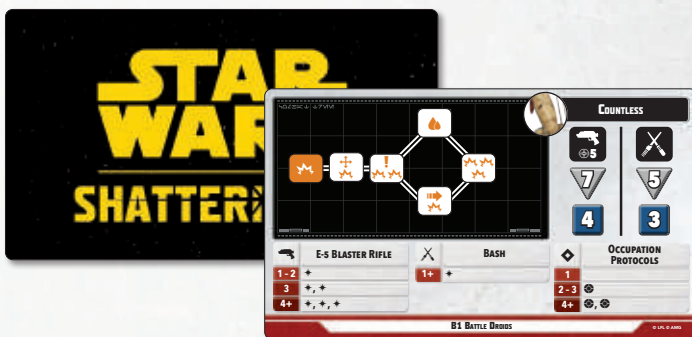 STAR
WAR
SHATTER
COUNTLESS
5
7
5
4
3
E-5 BLASTER RIFLE
1 - 2
3
4+
BASH
1+
OCCUPATION
PROTOCOLS
1
2 - 3
4+
B1 BATTLE DROIDS
© LFL © AMG